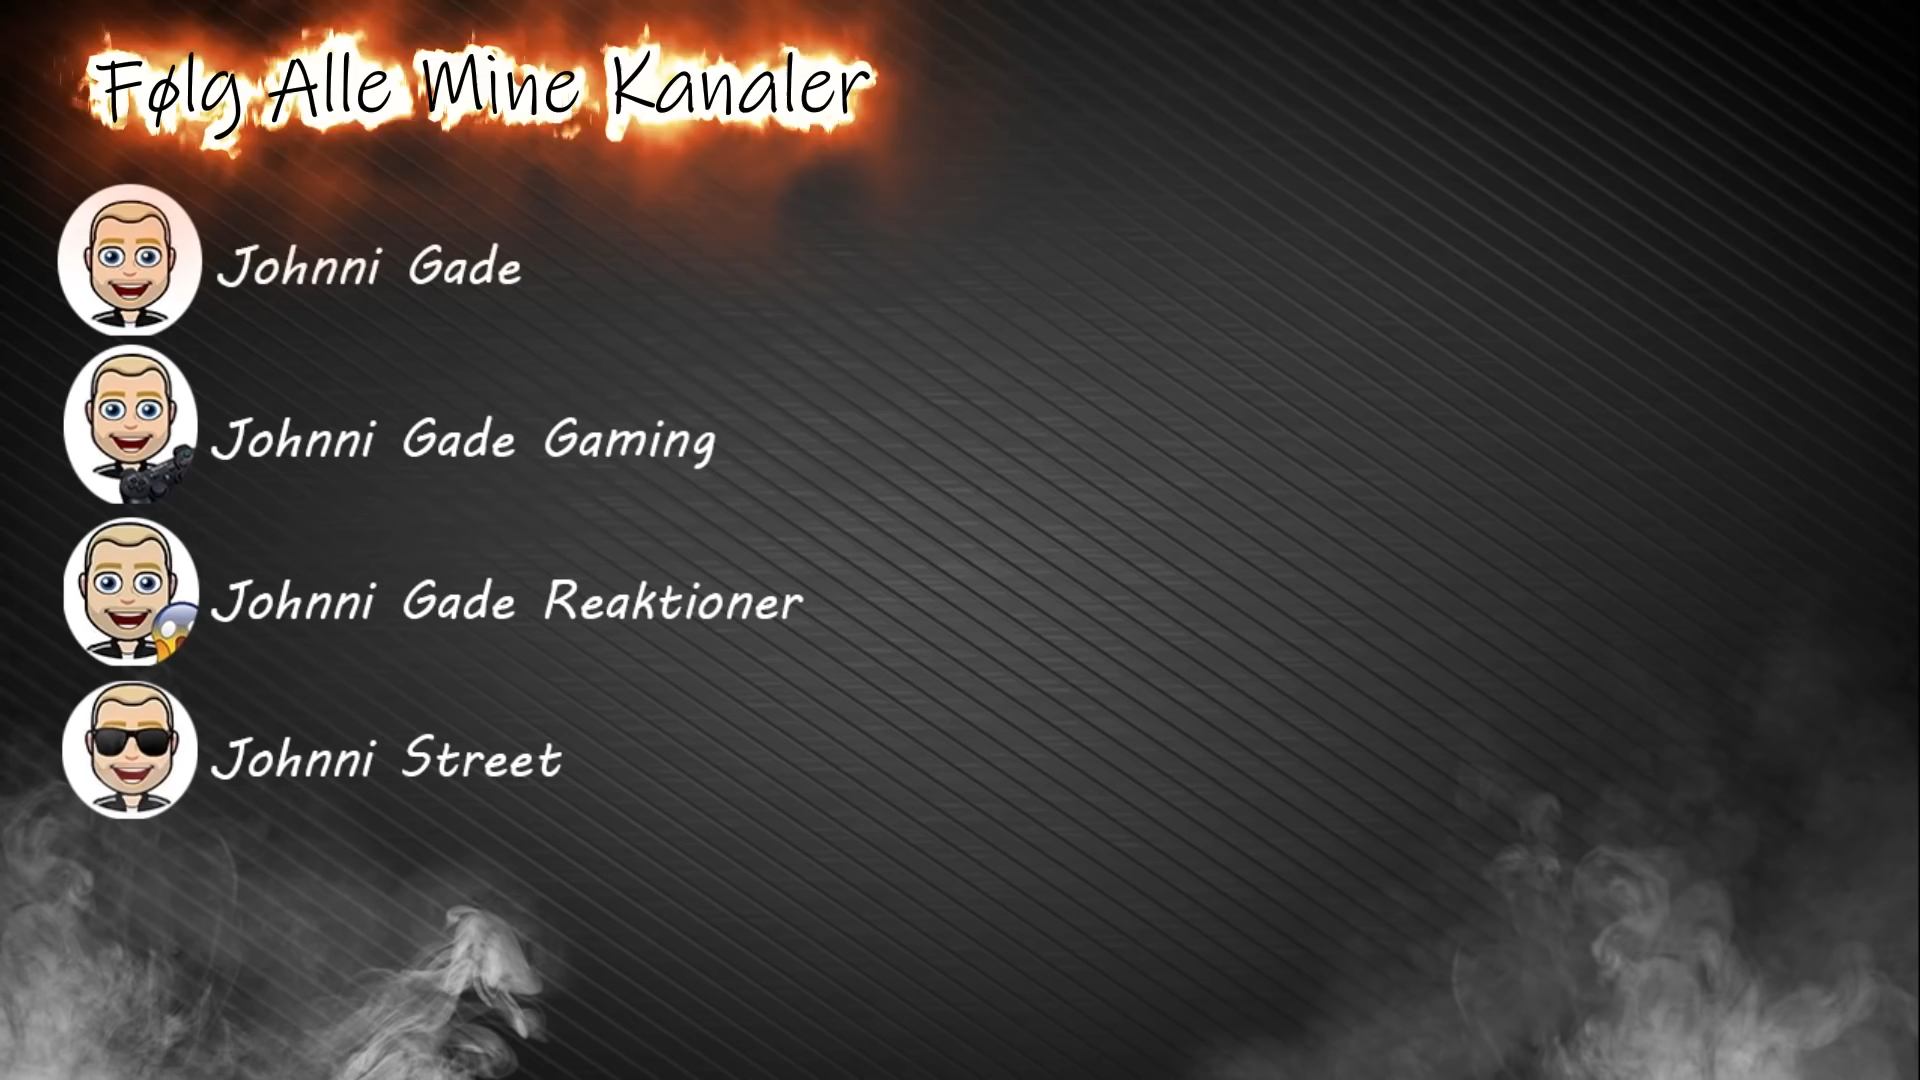 Følg Alle Mine Kanaler
Johnni Gade
Johnni Gade Gaming
Johnni Gade Reaktioner
Johnni Street